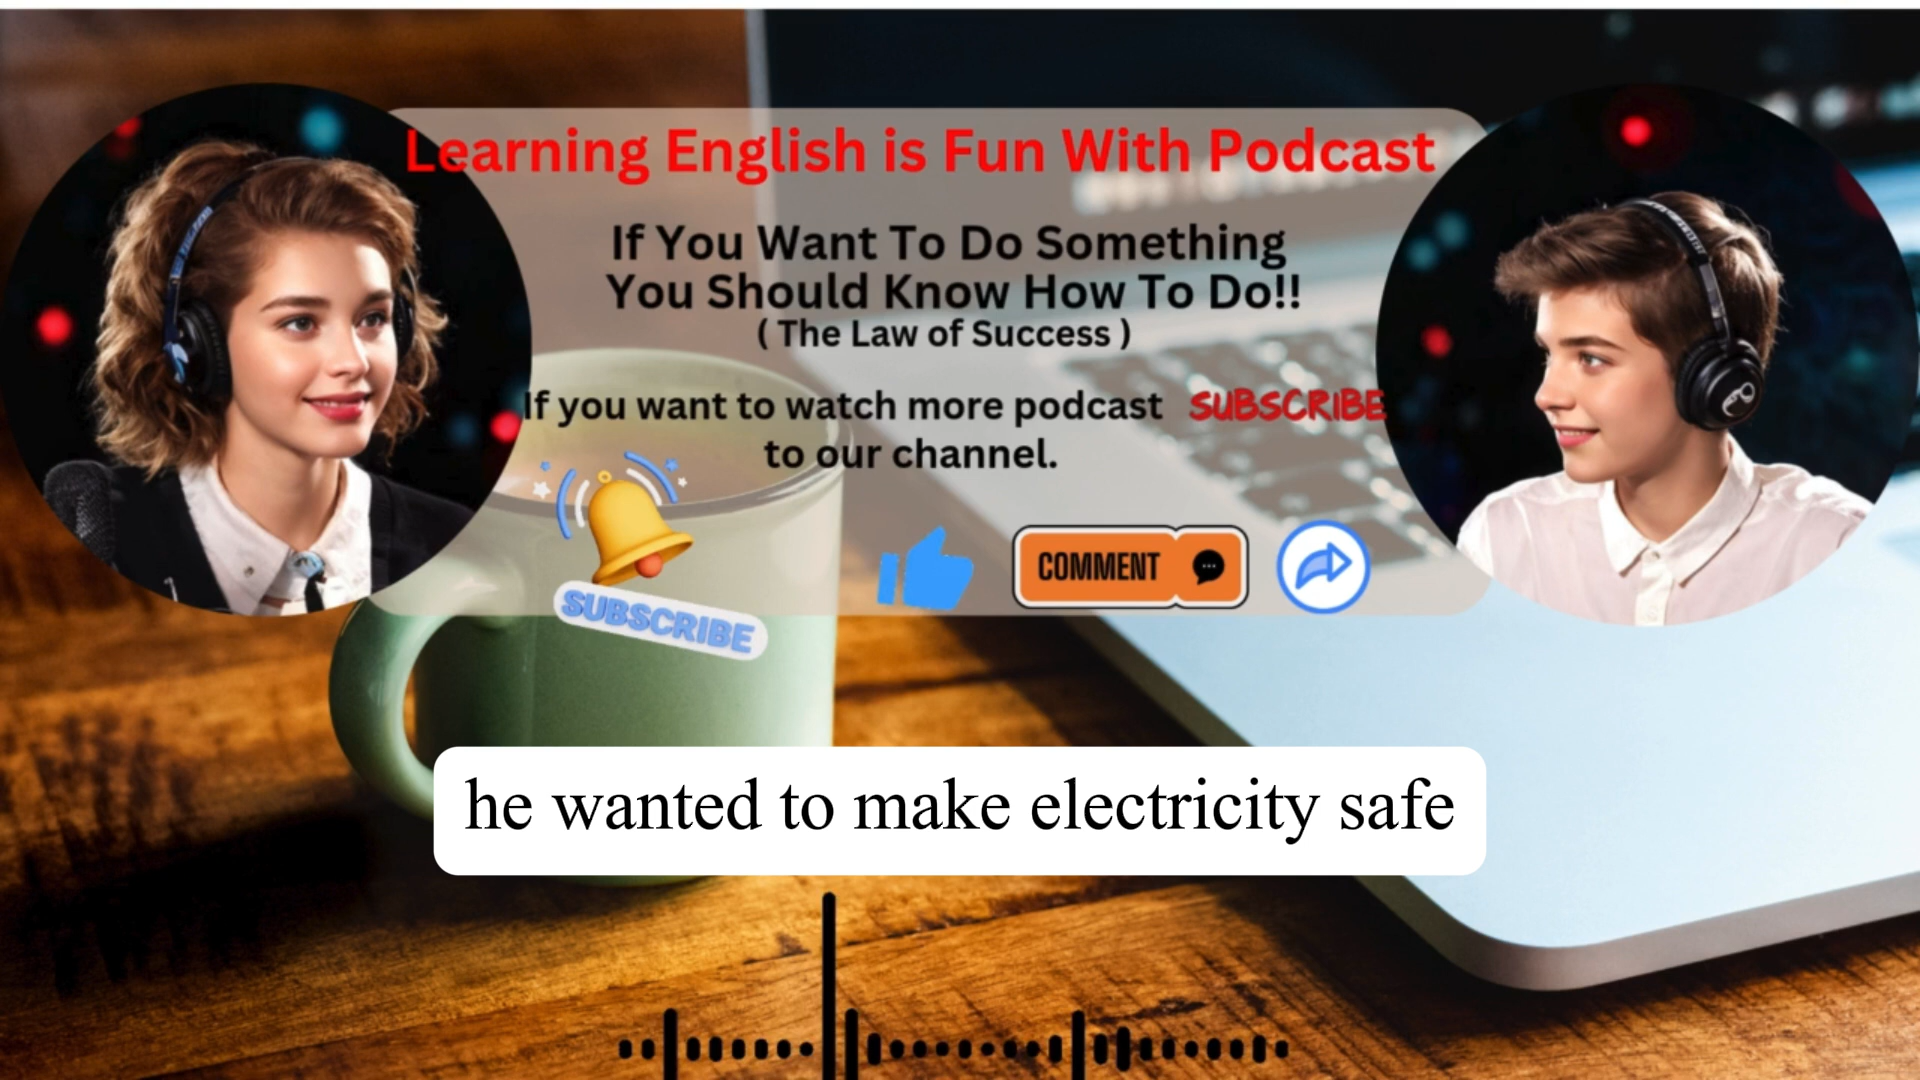 Learning English is Fun With Podcast
If You Want To Do Something
You Should Know How To Do!!
( The Law of Success )
If you want to watch more podcast SUBSCRIBE
to our channel.
COMMENT
SUBSCRIBE
he wanted to make electricity safe